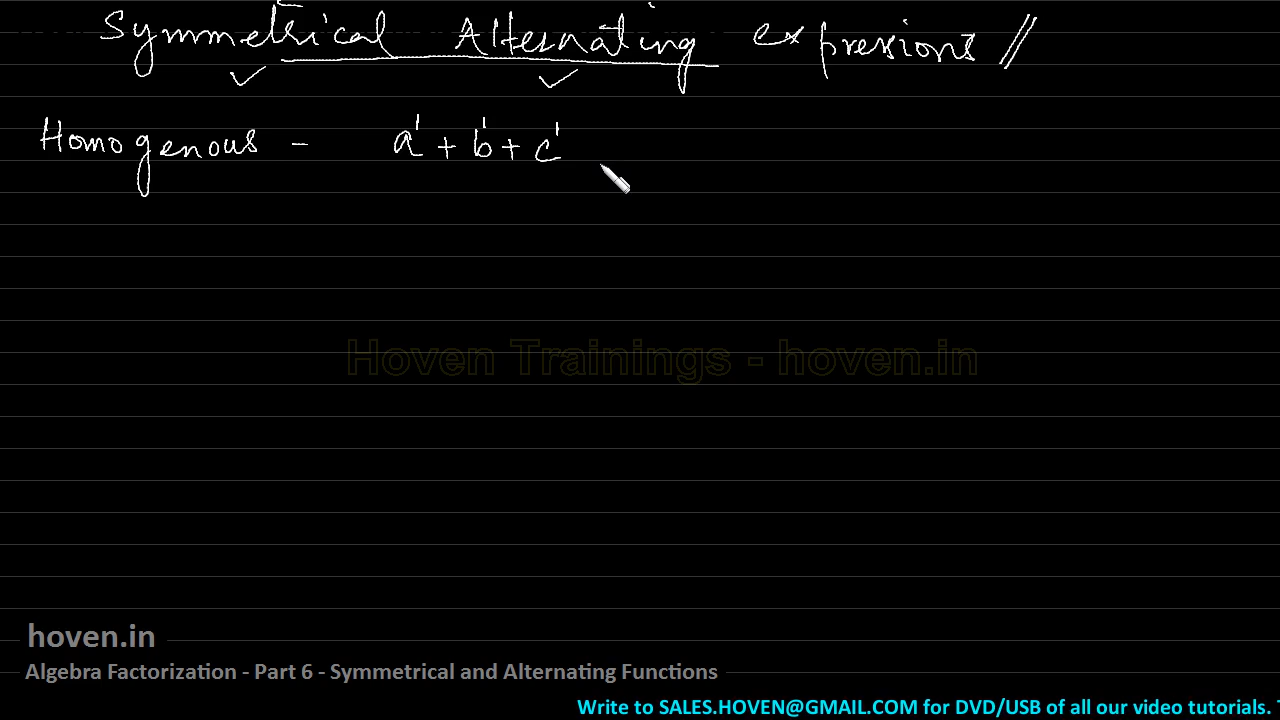 Symmetrical Alternating expressions //
Homogenous - a¹ + b¹ + c¹
Hoven Trainings - hoven.in
hoven.in
Algebra Factorization - Part 6 - Symmetrical and Alternating Functions
Write to SALES.HOVEN@GMAIL.COM for DVD/USB of all our video tutorials.